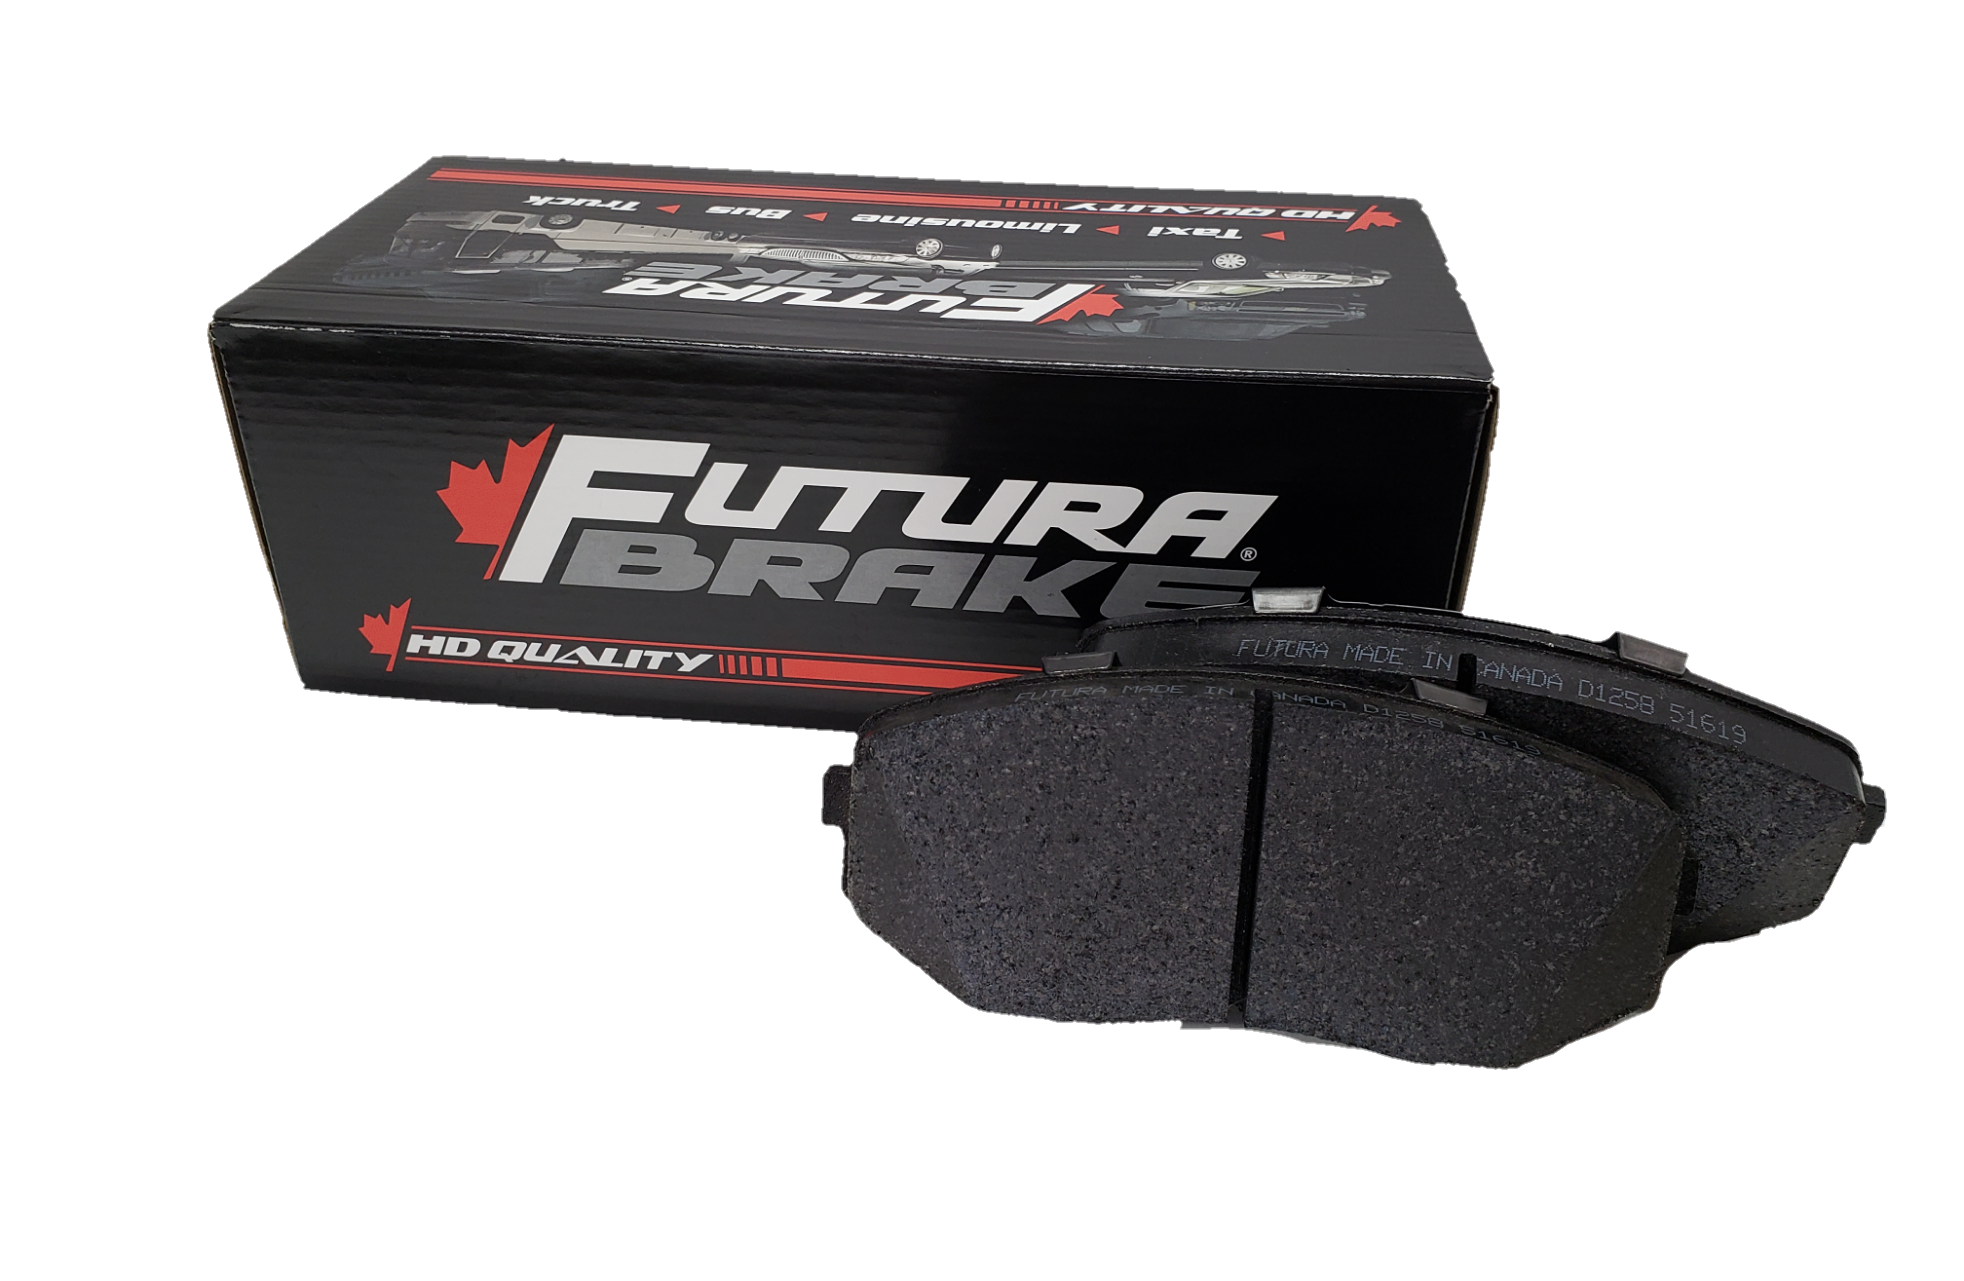 HD QUALITY
Taxi Limousine Bus Truck
FUTURA
BRAKE
FUTURA
BRAKE
®
HD QUALITY
FUTURA MADE IN CANADA D1258 51619
FUTURA MADE IN CANADA D1258 51619